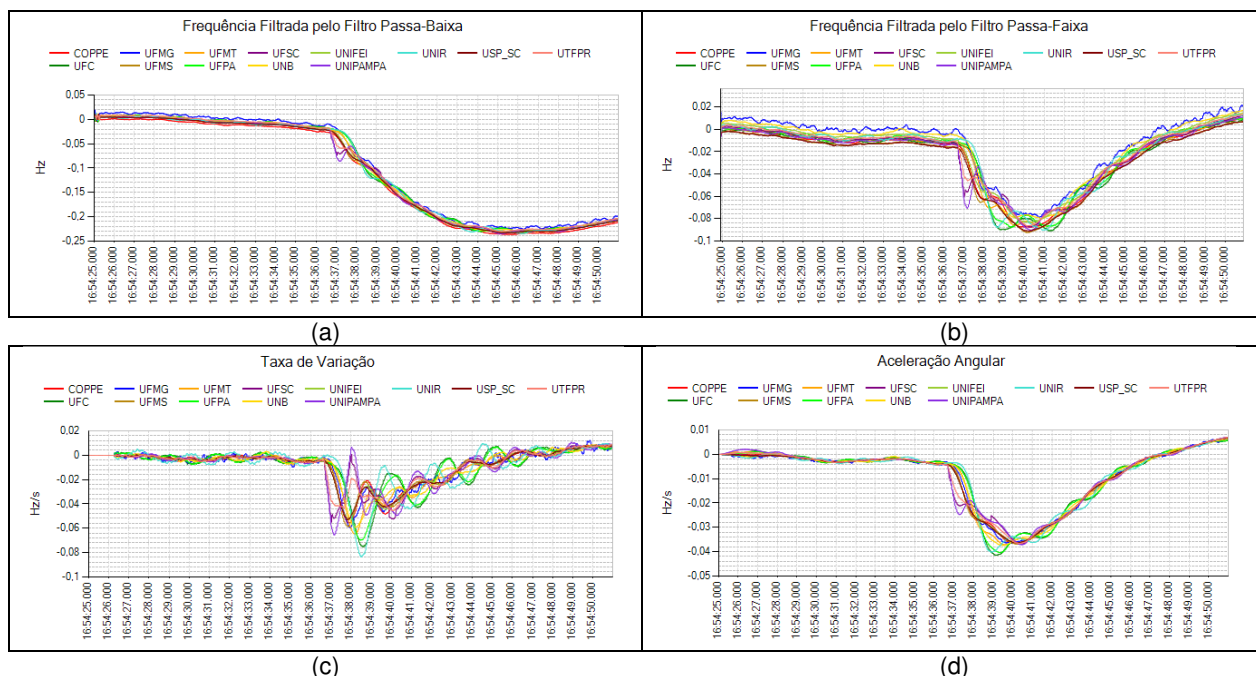 Frequência Filtrada pelo Filtro Passa-Baixa
COPPE UFMG UFMT UFSC UNIFEI UNIR USP_SC UTFPR
UFC UFMS UFPA UNB UNIPAMPA
0,05
0
-0,05
-0,1
-0,15
-0,2
-0,25
Hz
16:54:25.000 16:54:26.000 16:54:27.000 16:54:28.000 16:54:29.000 16:54:30.000 16:54:31.000 16:54:32.000 16:54:33.000 16:54:34.000 16:54:35.000 16:54:36.000 16:54:37.000 16:54:38.000 16:54:39.000 16:54:40.000 16:54:41.000 16:54:42.000 16:54:43.000 16:54:44.000 16:54:45.000 16:54:46.000 16:54:47.000 16:54:48.000 16:54:49.000 16:54:50.000
(a)
Frequência Filtrada pelo Filtro Passa-Faixa
COPPE UFMG UFMT UFSC UNIFEI UNIR USP_SC UTFPR
UFC UFMS UFPA UNB UNIPAMPA
0,02
0
-0,02
-0,04
-0,06
-0,08
-0,1
Hz
16:54:25.000 16:54:26.000 16:54:27.000 16:54:28.000 16:54:29.000 16:54:30.000 16:54:31.000 16:54:32.000 16:54:33.000 16:54:34.000 16:54:35.000 16:54:36.000 16:54:37.000 16:54:38.000 16:54:39.000 16:54:40.000 16:54:41.000 16:54:42.000 16:54:43.000 16:54:44.000 16:54:45.000 16:54:46.000 16:54:47.000 16:54:48.000 16:54:49.000 16:54:50.000
(b)
Taxa de Variação
COPPE UFMG UFMT UFSC UNIFEI UNIR USP_SC UTFPR
UFC UFMS UFPA UNB UNIPAMPA
0,02
0
-0,02
-0,04
-0,06
-0,08
-0,1
Hz/s
16:54:25.000 16:54:26.000 16:54:27.000 16:54:28.000 16:54:29.000 16:54:30.000 16:54:31.000 16:54:32.000 16:54:33.000 16:54:34.000 16:54:35.000 16:54:36.000 16:54:37.000 16:54:38.000 16:54:39.000 16:54:40.000 16:54:41.000 16:54:42.000 16:54:43.000 16:54:44.000 16:54:45.000 16:54:46.000 16:54:47.000 16:54:48.000 16:54:49.000 16:54:50.000
(c)
Aceleração Angular
COPPE UFMG UFMT UFSC UNIFEI UNIR USP_SC UTFPR
UFC UFMS UFPA UNB UNIPAMPA
0,01
0
-0,01
-0,02
-0,03
-0,04
-0,05
Hz/s
16:54:25.000 16:54:26.000 16:54:27.000 16:54:28.000 16:54:29.000 16:54:30.000 16:54:31.000 16:54:32.000 16:54:33.000 16:54:34.000 16:54:35.000 16:54:36.000 16:54:37.000 16:54:38.000 16:54:39.000 16:54:40.000 16:54:41.000 16:54:42.000 16:54:43.000 16:54:44.000 16:54:45.000 16:54:46.000 16:54:47.000 16:54:48.000 16:54:49.000 16:54:50.000
(d)